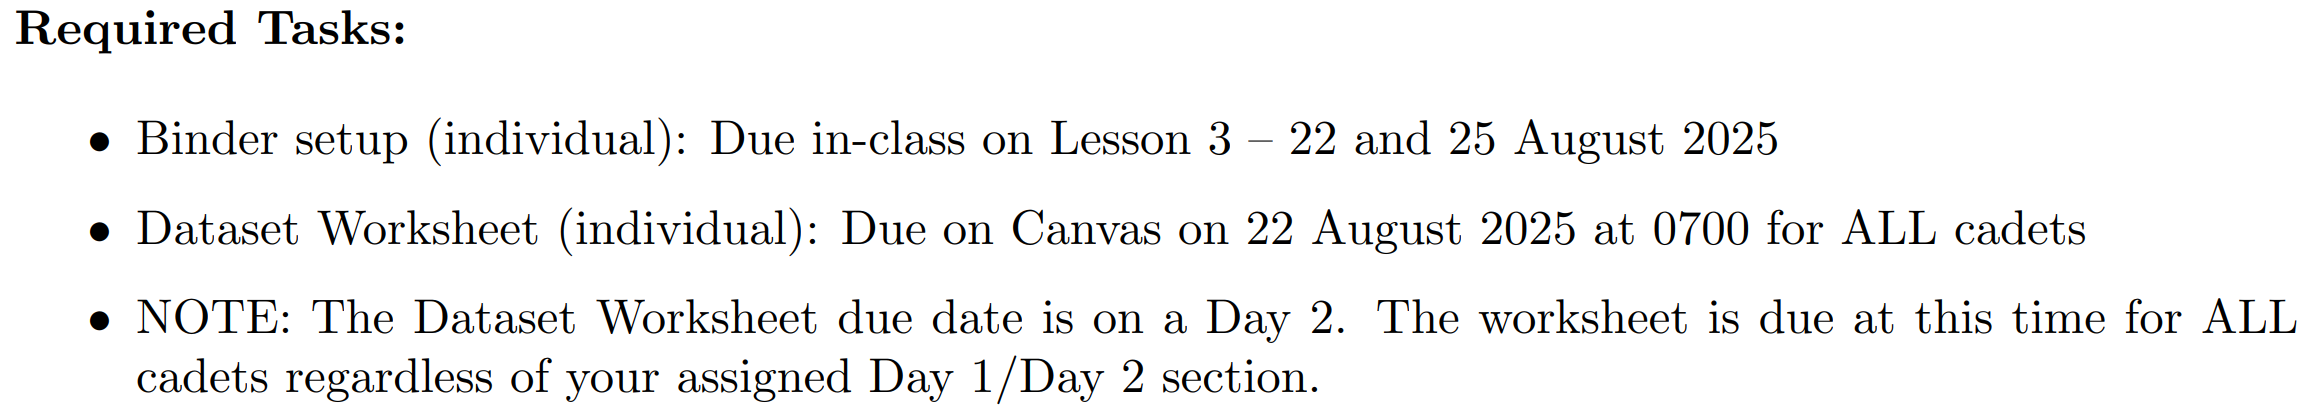 Required Tasks:
• Binder setup (individual): Due in-class on Lesson 3 – 22 and 25 August 2025
• Dataset Worksheet (individual): Due on Canvas on 22 August 2025 at 0700 for ALL cadets
• NOTE: The Dataset Worksheet due date is on a Day 2. The worksheet is due at this time for ALL
cadets regardless of your assigned Day 1/Day 2 section.